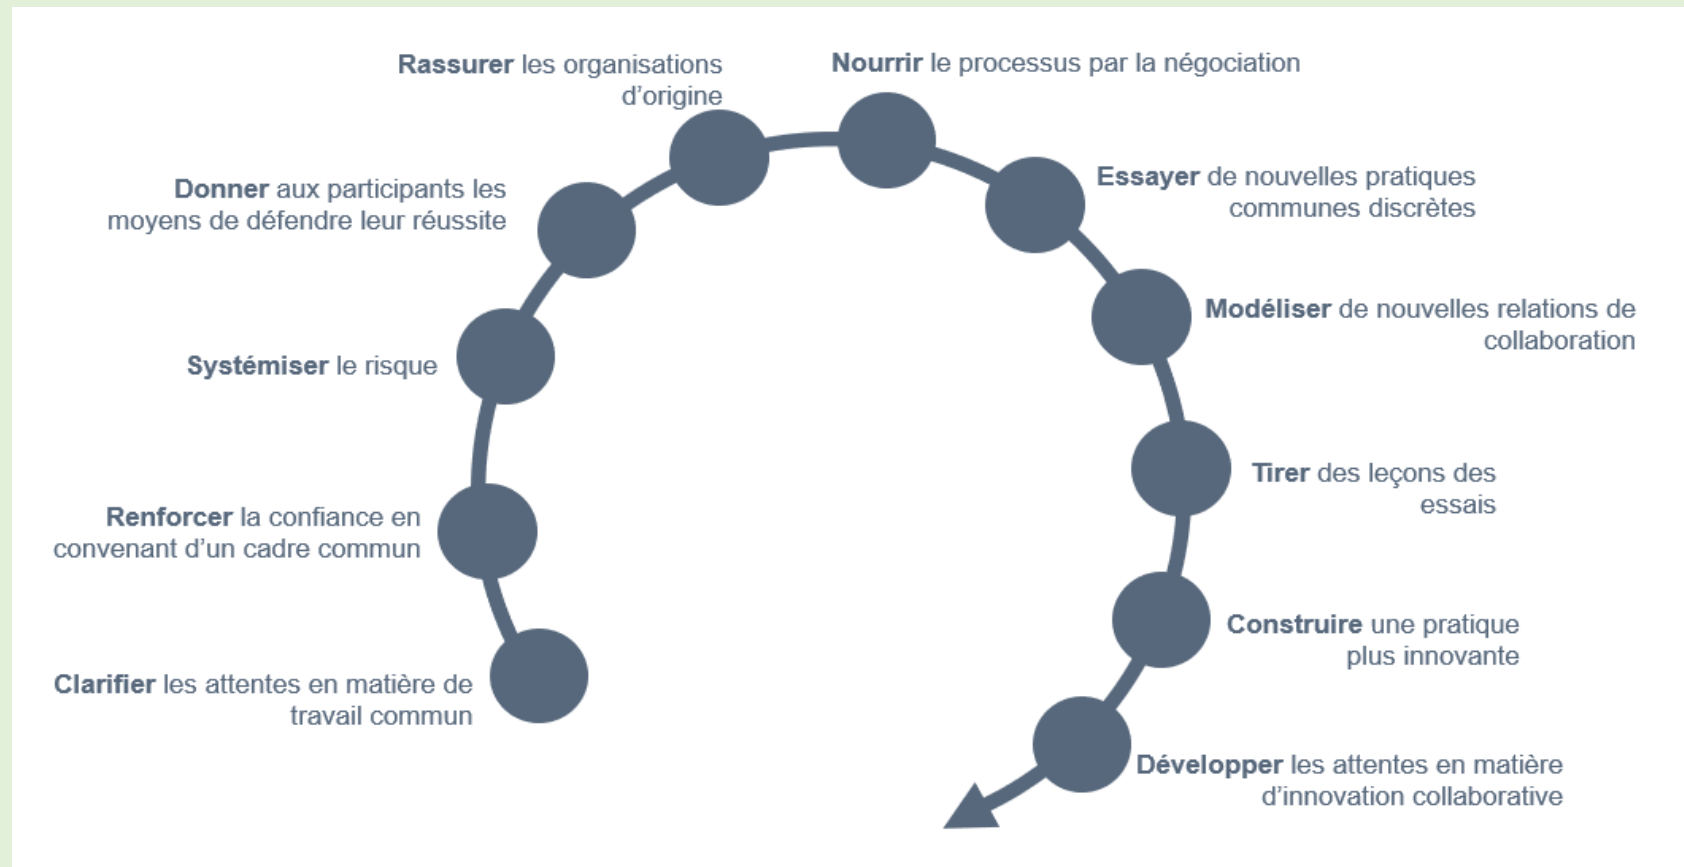 Rassurer les organisations
d’origine
Nourrir le processus par la négociation
Donner aux participants les
moyens de défendre leur réussite
Essayer de nouvelles pratiques
communes discrètes
Systémiser le risque
Modéliser de nouvelles relations de
collaboration
Renforcer la confiance en
convenant d’un cadre commun
Tirer des leçons des
essais
Clarifier les attentes en matière de
travail commun
Construire une pratique
plus innovante
Développer les attentes en matière
d’innovation collaborative